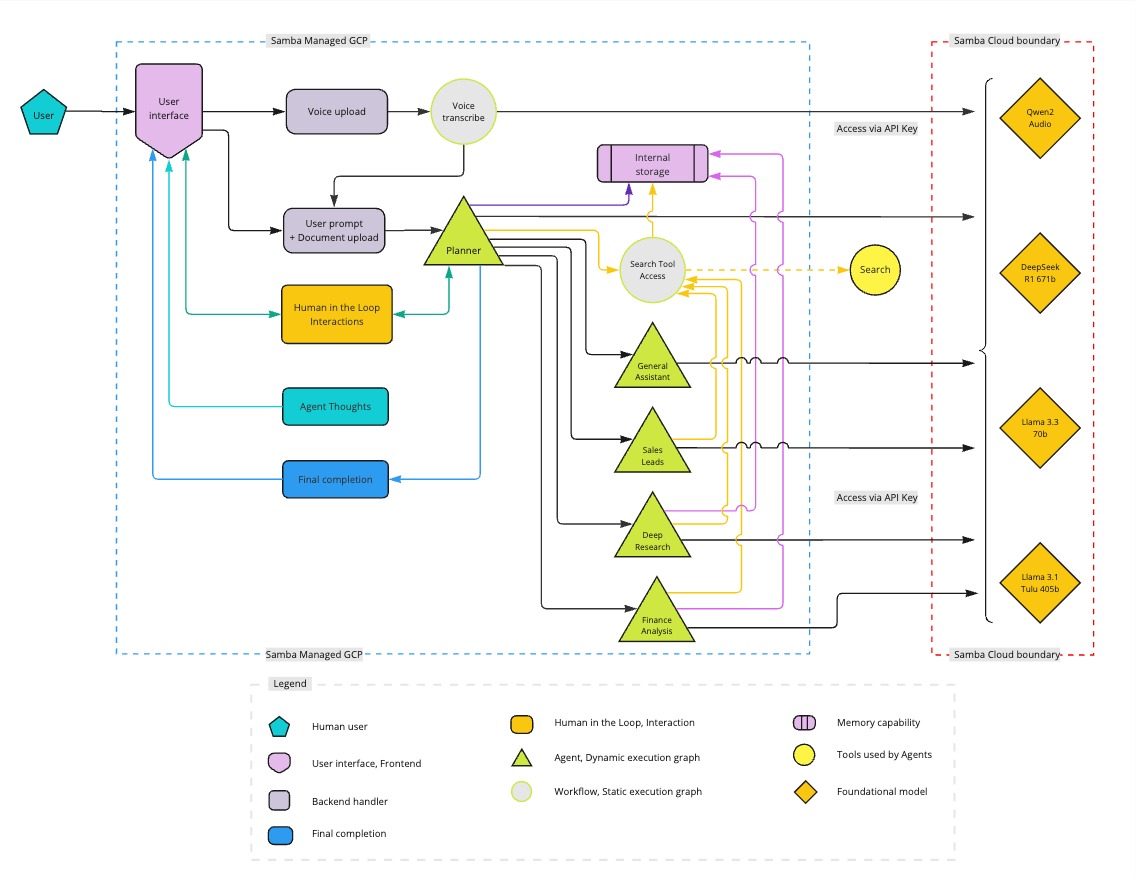 Samba Managed GCP
Samba Cloud boundary
User
User
interface
Voice upload
Voice
transcribe
Access via API Key
Qwen2
Audio
Internal
storage
User prompt
+ Document upload
Planner
Search Tool
Access
Search
DeepSeek
R1 671b
Human in the Loop
Interactions
General
Assistant
Agent Thoughts
Sales
Leads
Llama 3.3
70b
Final completion
Access via API Key
Deep
Research
Llama 3.1
Tulu 405b
Finance
Analysis
Samba Managed GCP
Samba Cloud boundary
Legend
Human user
User interface, Frontend
Backend handler
Final completion
Human in the Loop, Interaction
Agent, Dynamic execution graph
Workflow, Static execution graph
Memory capability
Tools used by Agents
Foundational model